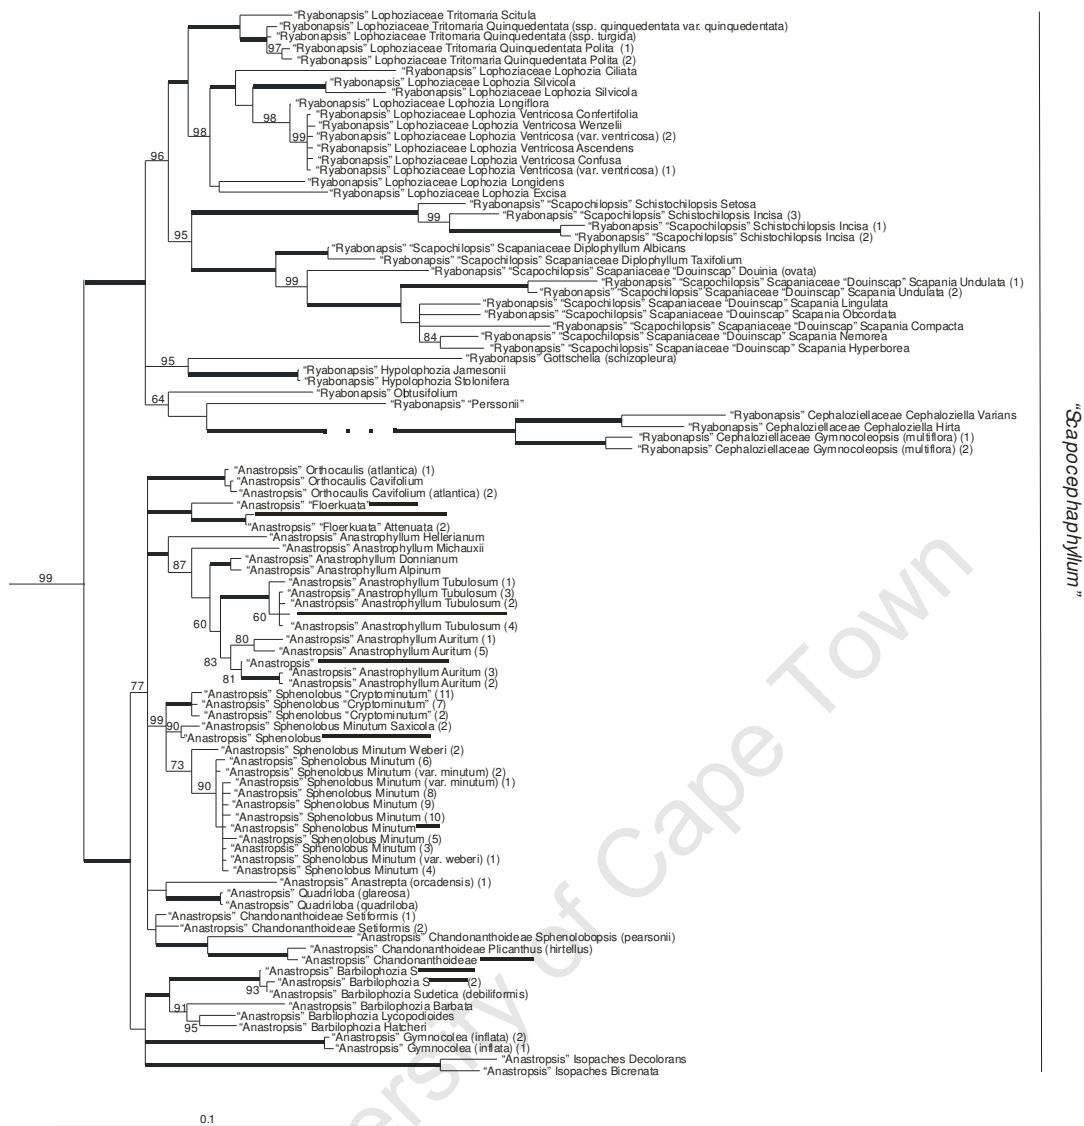 “Ryabonapsis” Lophoziaceae Tritomaria Scitula
“Ryabonapsis” Lophoziaceae Tritomaria Quinquedentata (ssp. quinquedentata var. quinquedentata)
“Ryabonapsis” Lophoziaceae Tritomaria Quinquedentata (ssp. turgida)
97
“Ryabonapsis” Lophoziaceae Tritomaria Quinquedentata Polita (1)
“Ryabonapsis” Lophoziaceae Tritomaria Quinquedentata Polita (2)
“Ryabonapsis” Lophoziaceae Lophozia Ciliata
“Ryabonapsis” Lophoziaceae Lophozia Silvicola
“Ryabonapsis” Lophoziaceae Lophozia Silvicola
“Ryabonapsis” Lophoziaceae Lophozia Longiflora
“Ryabonapsis” Lophoziaceae Lophozia Ventricosa Confertifolia
98
“Ryabonapsis” Lophoziaceae Lophozia Ventricosa Wenzelii
98
99
“Ryabonapsis” Lophoziaceae Lophozia Ventricosa (var. ventricosa) (2)
“Ryabonapsis” Lophoziaceae Lophozia Ventricosa Ascendens
96
“Ryabonapsis” Lophoziaceae Lophozia Ventricosa Confusa
“Ryabonapsis” Lophoziaceae Lophozia Ventricosa (var. ventricosa) (1)
“Ryabonapsis” Lophoziaceae Lophozia Longidens
“Ryabonapsis” Lophoziaceae Lophozia Excisa
“Ryabonapsis” “Scapochilopsis” Schistochilopsis Setosa
99
“Ryabonapsis” “Scapochilopsis” Schistochilopsis Incisa (3)
“Ryabonapsis” “Scapochilopsis” Schistochilopsis Incisa (1)
95
“Ryabonapsis” “Scapochilopsis” Schistochilopsis Incisa (2)
“Ryabonapsis” “Scapochilopsis” Scapaniaceae Diplophyllum Albicans
“Ryabonapsis” “Scapochilopsis” Scapaniaceae Diplophyllum Taxifolium
“Ryabonapsis” “Scapochilopsis” Scapaniaceae “Douinscap” Douinia (ovata)
99
“Ryabonapsis” “Scapochilopsis” Scapaniaceae “Douinscap” Scapania Undulata (1)
“Ryabonapsis” “Scapochilopsis” Scapaniaceae “Douinscap” Scapania Undulata (2)
“Ryabonapsis” “Scapochilopsis” Scapaniaceae “Douinscap” Scapania Lingulata
“Ryabonapsis” “Scapochilopsis” Scapaniaceae “Douinscap” Scapania Obcordata
“Ryabonapsis” “Scapochilopsis” Scapaniaceae “Douinscap” Scapania Compacta
84
“Ryabonapsis” “Scapochilopsis” Scapaniaceae “Douinscap” Scapania Nemorea
“Ryabonapsis” “Scapochilopsis” Scapaniaceae “Douinscap” Scapania Hyperborea
95
“Ryabonapsis” Gottschelia (schizopleura)
“Ryabonapsis” Hypolophozia Jamesonii
“Ryabonapsis” Hypolophozia Stolonifera
64
“Ryabonapsis” Obtusifolium
“Ryabonapsis” “Perssonii”
“Ryabonapsis” Cephaloziellaceae Cephaloziella Varians
“Ryabonapsis” Cephaloziellaceae Cephaloziella Hirta
“Ryabonapsis” Cephaloziellaceae Gymnocoleopsis (multiflora) (1)
“Ryabonapsis” Cephaloziellaceae Gymnocoleopsis (multiflora) (2)
“Scapocephaphyllum”
“Anastropsis” Orthocaulis (atlantica) (1)
“Anastropsis” Orthocaulis Cavifolium
“Anastropsis” Orthocaulis Cavifolium (atlantica) (2)
“Anastropsis” “Floerkuata”
“Anastropsis” “Floerkuata” Attenuata (2)
“Anastropsis” Anastrophyllum Hellerianum
“Anastropsis” Anastrophyllum Michauxii
87
“Anastropsis” Anastrophyllum Donnianum
“Anastropsis” Anastrophyllum Alpinum
99
“Anastropsis” Anastrophyllum Tubulosum (1)
“Anastropsis” Anastrophyllum Tubulosum (3)
“Anastropsis” Anastrophyllum Tubulosum (2)
60
60
“Anastropsis” Anastrophyllum Tubulosum (4)
80
“Anastropsis” Anastrophyllum Auritum (1)
“Anastropsis” Anastrophyllum Auritum (5)
83
“Anastropsis”
81
“Anastropsis” Anastrophyllum Auritum (3)
“Anastropsis” Anastrophyllum Auritum (2)
77
“Anastropsis” Sphenolobus “Cryptominutum” (11)
“Anastropsis” Sphenolobus “Cryptominutum” (7)
“Anastropsis” Sphenolobus “Cryptominutum” (2)
99
90
“Anastropsis” Sphenolobus Minutum Saxicola (2)
“Anastropsis” Sphenolobus
“Anastropsis” Sphenolobus Minutum Weberi (2)
“Anastropsis” Sphenolobus Minutum (6)
73
“Anastropsis” Sphenolobus Minutum (var. minutum) (2)
“Anastropsis” Sphenolobus Minutum (var. minutum) (1)
90
“Anastropsis” Sphenolobus Minutum (8)
“Anastropsis” Sphenolobus Minutum (9)
“Anastropsis” Sphenolobus Minutum (10)
“Anastropsis” Sphenolobus Minutum
“Anastropsis” Sphenolobus Minutum (5)
“Anastropsis” Sphenolobus Minutum (3)
“Anastropsis” Sphenolobus Minutum (var. weberi) (1)
“Anastropsis” Sphenolobus Minutum (4)
“Anastropsis” Anastrepta (orcadensis) (1)
“Anastropsis” Quadriloba (glareosa)
“Anastropsis” Quadriloba (quadriloba)
“Anastropsis” Chandonanthoideae Setiformis (1)
“Anastropsis” Chandonanthoideae Setiformis (2)
“Anastropsis” Chandonanthoideae Sphenolobopsis (pearsonii)
“Anastropsis” Chandonanthoideae Plicanthus (hirtellus)
“Anastropsis” Chandonanthoideae
“Anastropsis” Barbilophozia S
“Anastropsis” Barbilophozia S (2)
93
“Anastropsis” Barbilophozia Sudetica (debiliformis)
91
“Anastropsis” Barbilophozia Barbata
“Anastropsis” Barbilophozia Lycopodioides
95
“Anastropsis” Barbilophozia Hatcheri
“Anastropsis” Gymnocolea (inflata) (2)
“Anastropsis” Gymnocolea (inflata) (1)
“Anastropsis” Isopaches Decolorans
“Anastropsis” Isopaches Bicrenata
0.1
ersity of Cape Town